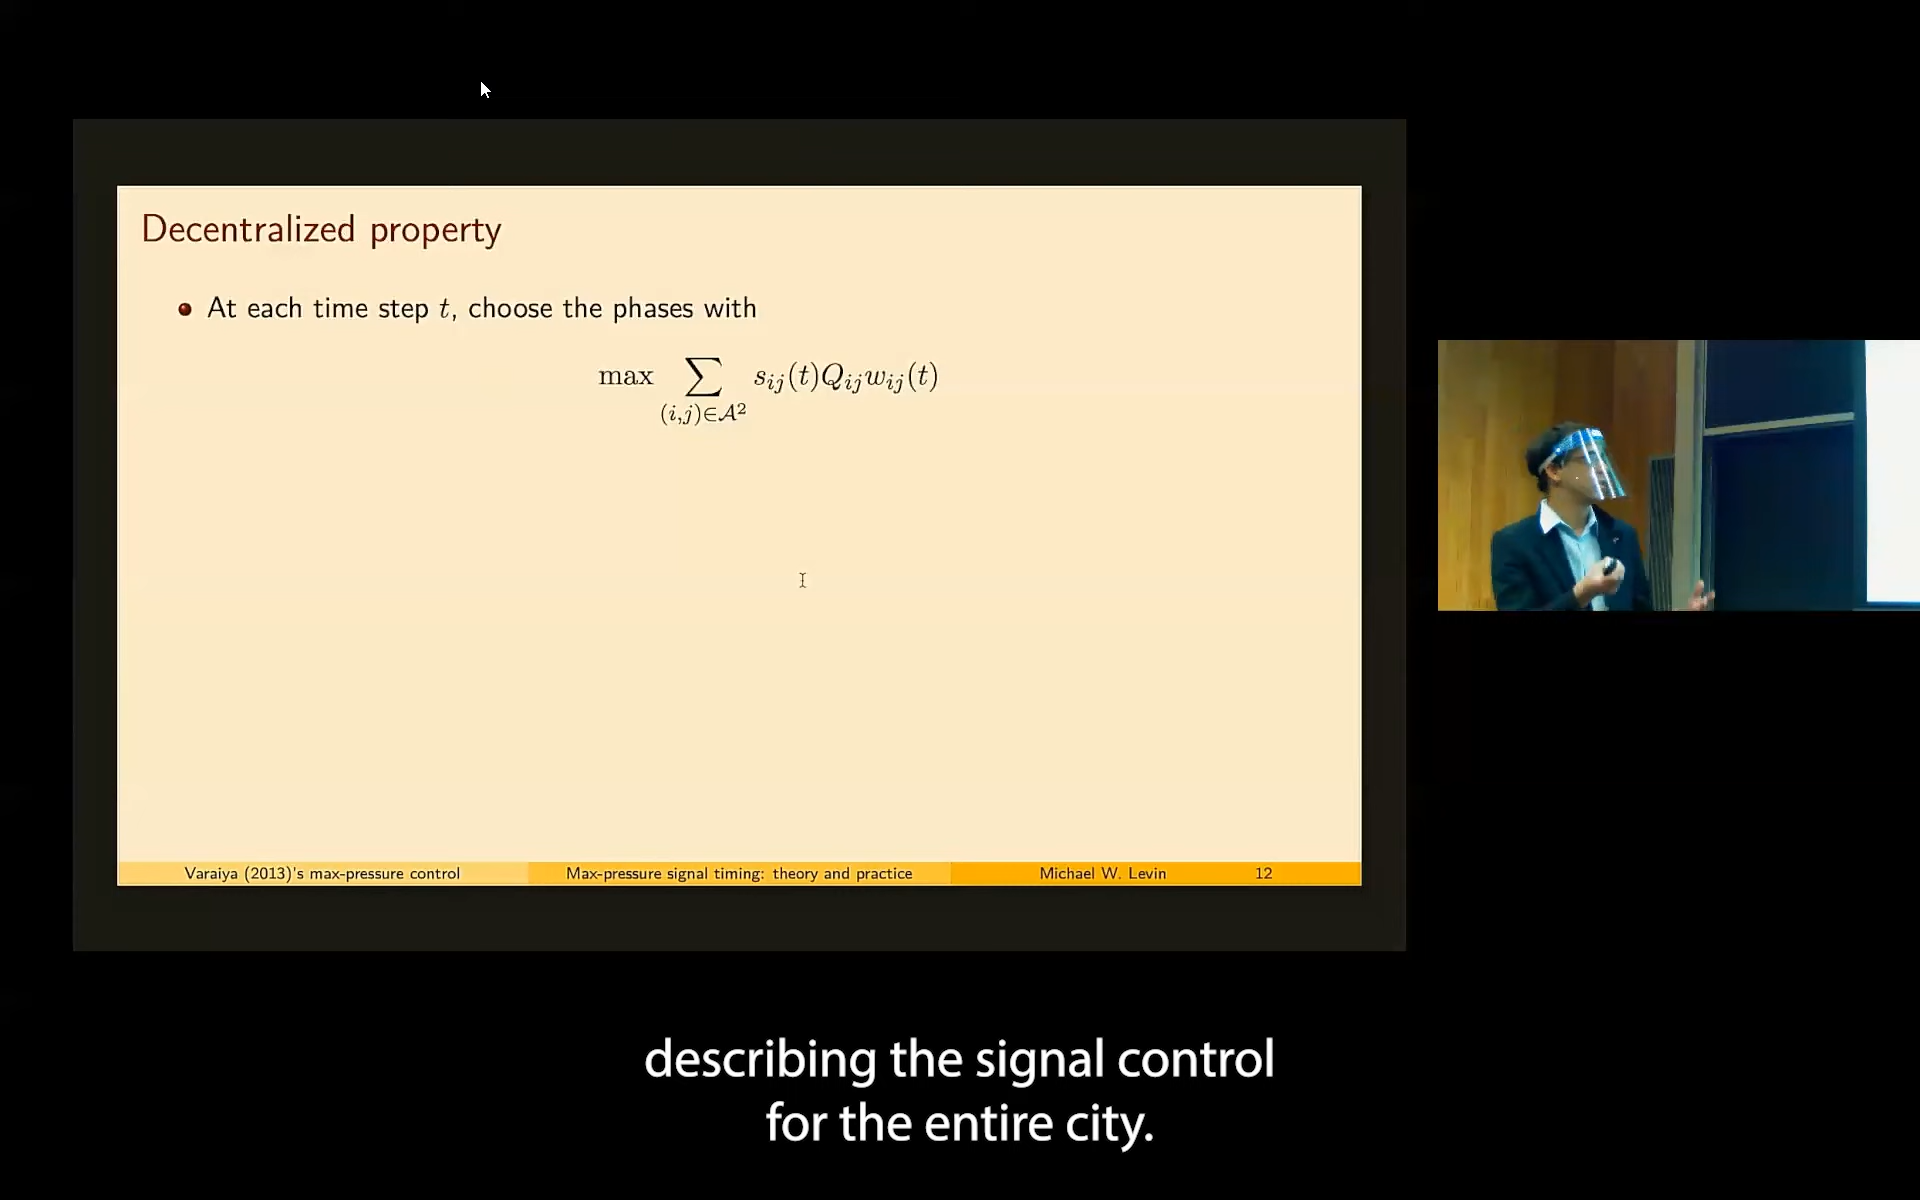 Decentralized property
At each time step t, choose the phases with
max ∑ s_{ij}(t)Q_{ij}w_{ij}(t)
(i,j)∈𝒜²
Varaiya (2013)'s max-pressure control
Max-pressure signal timing: theory and practice
Michael W. Levin
12
describing the signal control
for the entire city.